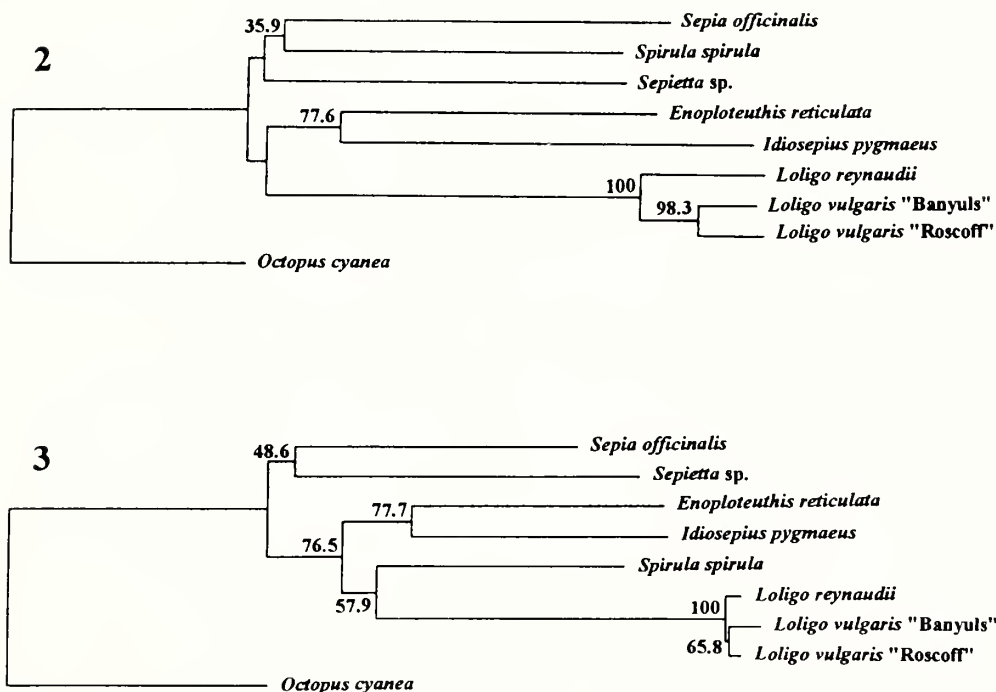 35.9
Sepia officinalis
2
Spirula spirula
Sepietta sp.
77.6
Enoploteuthis reticulata
Idiosepius pygmaeus
100
Loligo reynaudii
98.3
Loligo vulgaris "Banyuls"
Loligo vulgaris "Roscoff"
Octopus cyanea
3
48.6
Sepia officinalis
Sepietta sp.
77.7
Enoploteuthis reticulata
76.5
Idiosepius pygmaeus
Spirula spirula
57.9
100
Loligo reynaudii
Loligo vulgaris "Banyuls"
65.8
Loligo vulgaris "Roscoff"
Octopus cyanea